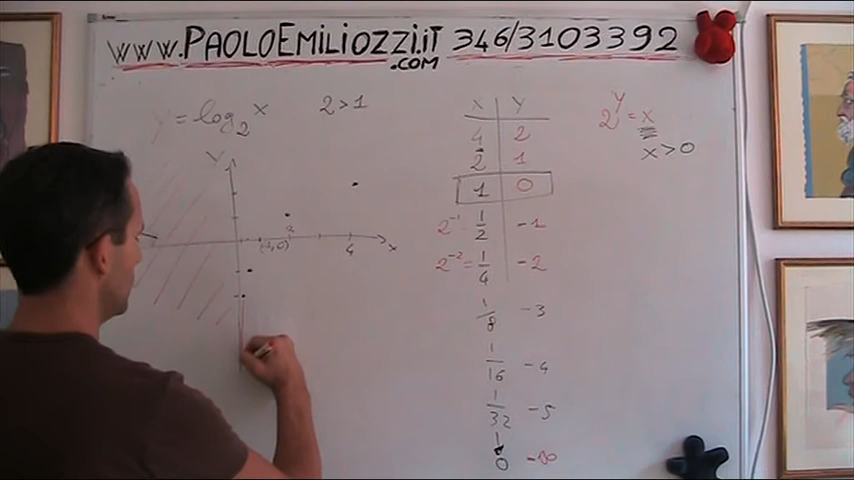 www.PAOLOEMILIOZZI.IT 346/3103392
.COM
y = log₂ x 2>1
X Y
4 2
2 1
1 0
2⁻¹ = 1/2 -1
2⁻² = 1/4 -2
1/8 -3
1/16 -4
1/32 -5
0 -∞
2^y = x
x>0
y
2
(1,0)
4
x